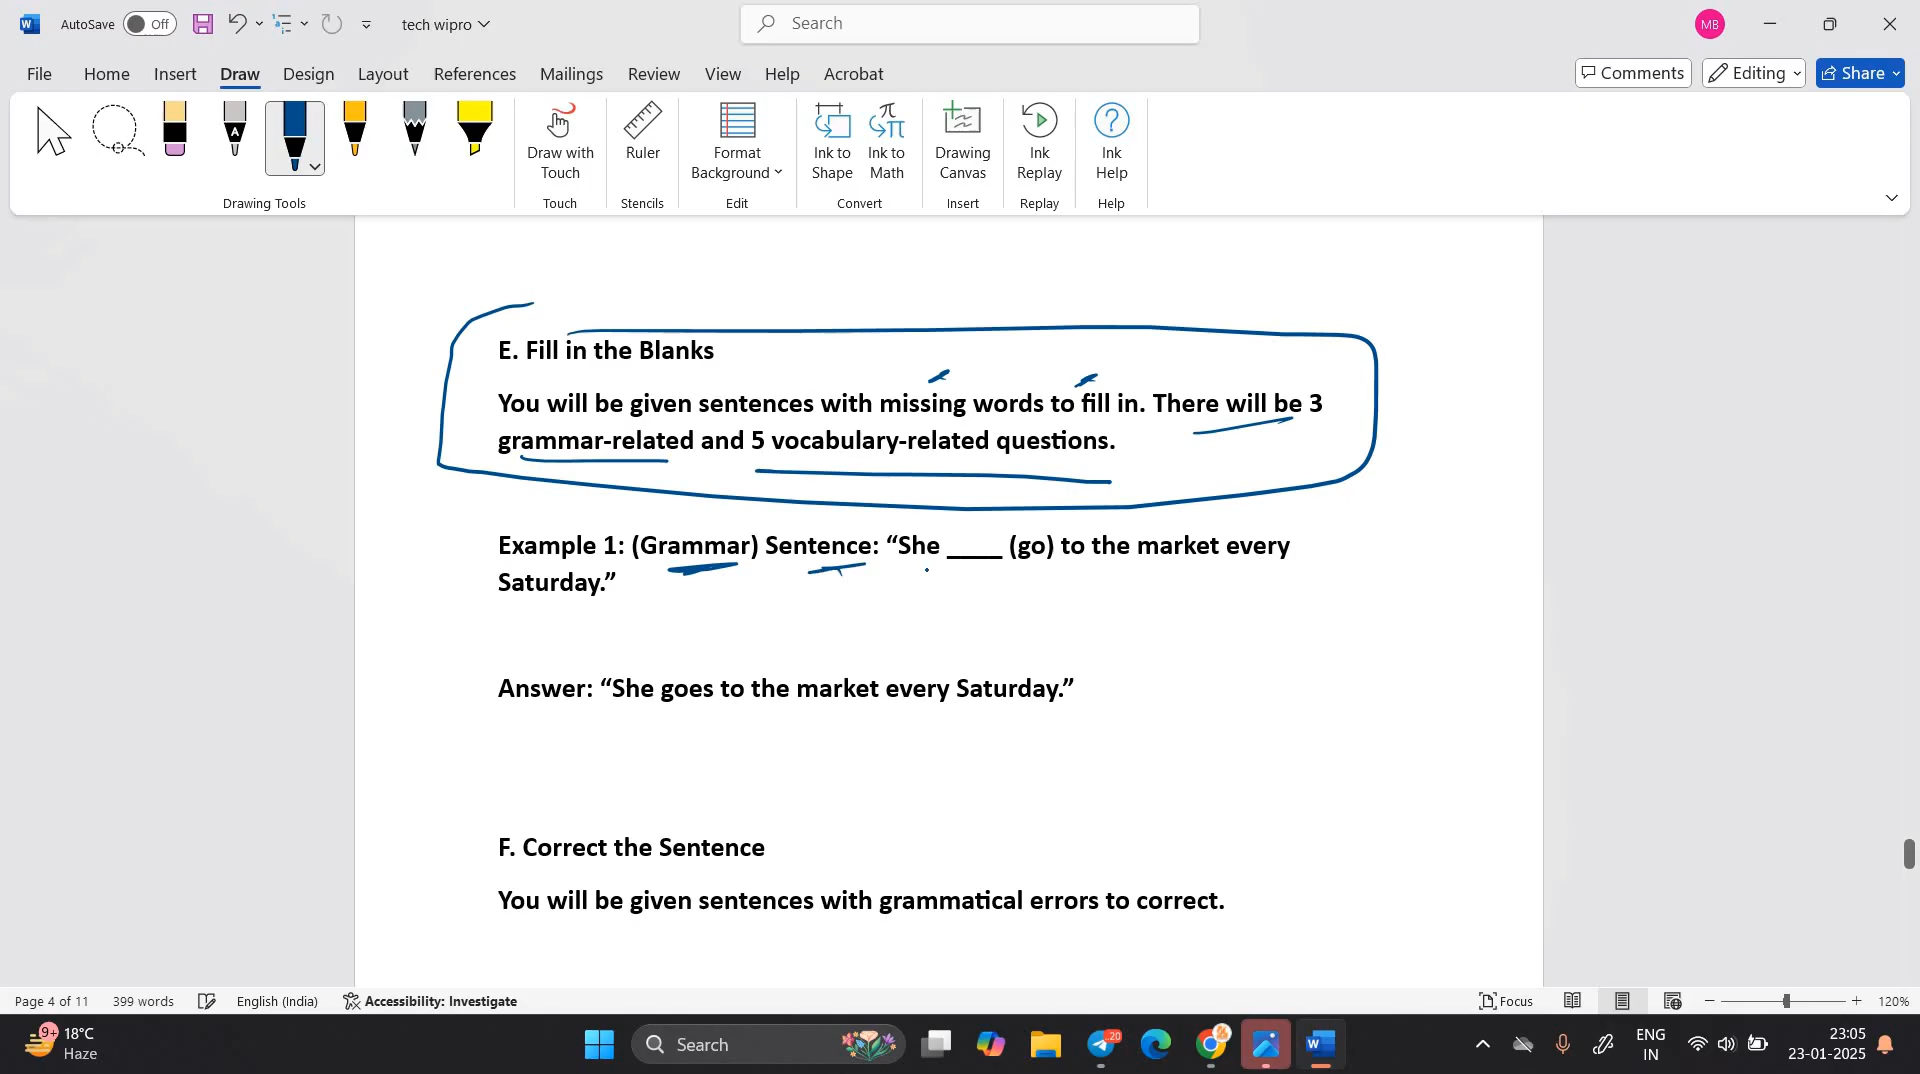 AutoSave Off tech wipro Search MB
File Home Insert Draw Design Layout References Mailings Review View Help Acrobat Comments Editing Share
A
Draw with Touch Ruler Format Background Ink to Shape Ink to Math Drawing Canvas Ink Replay Ink Help
Drawing Tools Touch Stencils Edit Convert Insert Replay Help
E. Fill in the Blanks
You will be given sentences with missing words to fill in. There will be 3
grammar-related and 5 vocabulary-related questions.
Example 1: (Grammar) Sentence: “She ____ (go) to the market every
Saturday.”
Answer: “She goes to the market every Saturday.”
F. Correct the Sentence
You will be given sentences with grammatical errors to correct.
Page 4 of 11 399 words English (India) Accessibility: Investigate Focus 120%
9+ 18°C Search 20 ENG 23:05
Haze IN 23-01-2025